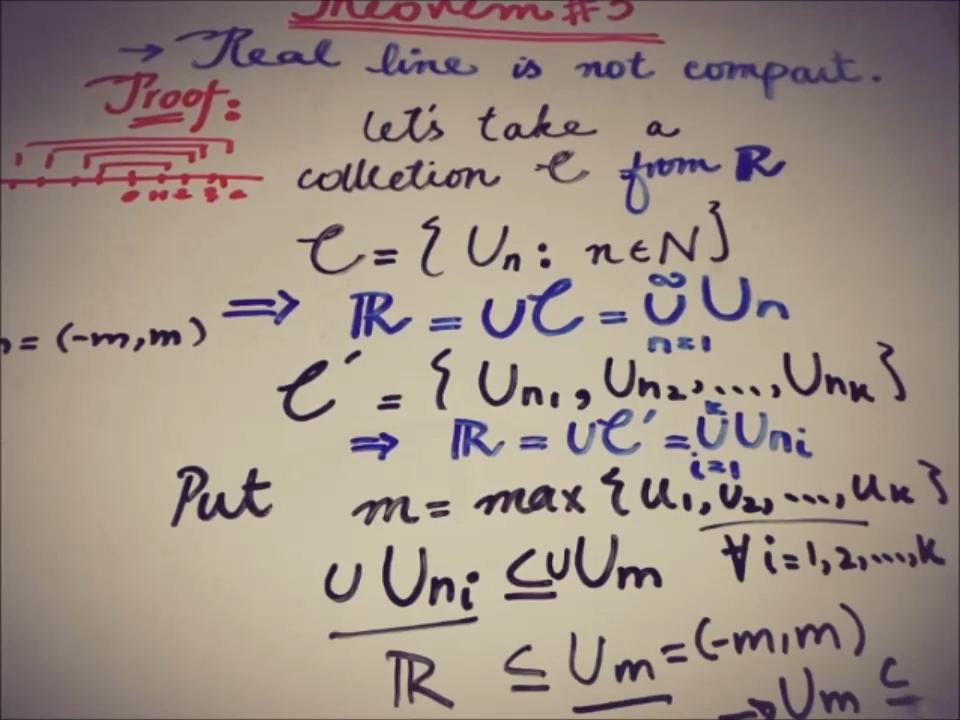 Theorem #3
→ Real line is not compact.
Proof:
Let's take a
collection C from ℝ
C = { Uₙ : n ∈ N }
= (-m, m)
⇒ ℝ = ∪C = ∞∪n=1 Uₙ
C′ = { Uₙ₁, Uₙ₂, ..., Uₙₖ }
⇒ ℝ = ∪C′ = k∪i=1 Uₙᵢ
Put m = max { u₁, u₂, ..., uₖ }
∪ Uₙᵢ ⊆ ∪ Uₘ ∀ i = 1, 2, ..., k
ℝ ⊆ Uₘ = (-m, m)
→ Uₘ ⊆